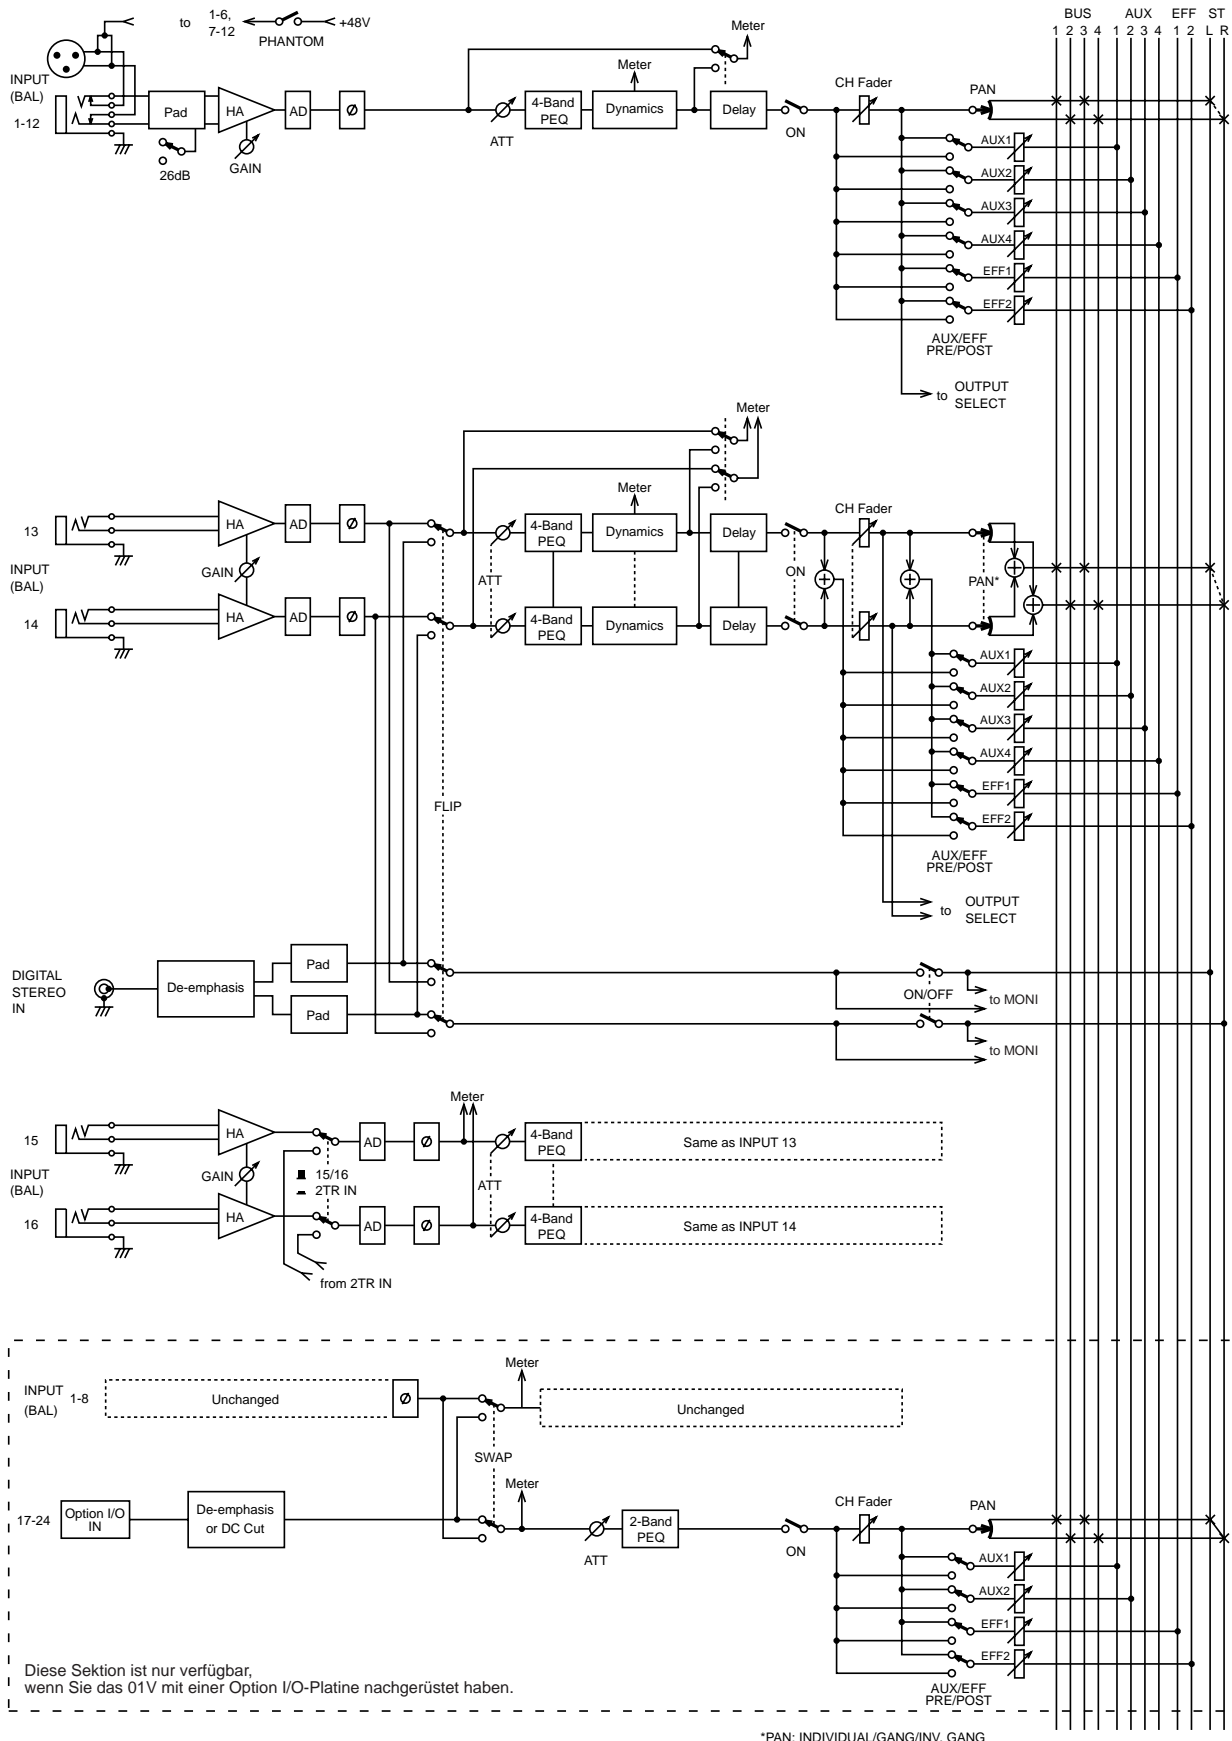 BUS AUX EFF ST
1 2 3 4 1 2 3 4 1 2 L R
to 1-6, 7-12
+48V
PHANTOM
INPUT
(BAL)
1-12
Pad
26dB
HA
GAIN
AD
Ø
ATT
4-Band
PEQ
Meter
Dynamics
Meter
Delay
ON
CH Fader
PAN
AUX1
AUX2
AUX3
AUX4
EFF1
EFF2
AUX/EFF
PRE/POST
to OUTPUT
SELECT
13
INPUT
(BAL)
14
HA
GAIN
HA
AD
Ø
AD
Ø
FLIP
ATT
4-Band
PEQ
4-Band
PEQ
Meter
Dynamics
Dynamics
Meter
Delay
Delay
ON
CH Fader
PAN*
AUX1
AUX2
AUX3
AUX4
EFF1
EFF2
AUX/EFF
PRE/POST
to OUTPUT
SELECT
DIGITAL
STEREO
IN
De-emphasis
Pad
Pad
ON/OFF
to MONI
to MONI
15
INPUT
(BAL)
16
HA
GAIN
HA
15/16
2TR IN
from 2TR IN
AD
Ø
AD
Ø
Meter
ATT
4-Band
PEQ
Same as INPUT 13
4-Band
PEQ
Same as INPUT 14
INPUT
(BAL)
1-8
Unchanged
Ø
Meter
Unchanged
SWAP
17-24
Option I/O
IN
De-emphasis
or DC Cut
Meter
ATT
2-Band
PEQ
ON
CH Fader
PAN
AUX1
AUX2
EFF1
EFF2
AUX/EFF
PRE/POST
Diese Sektion ist nur verfügbar,
wenn Sie das 01V mit einer Option I/O-Platine nachgerüstet haben.
*PAN: INDIVIDUAL/GANG/INV. GANG